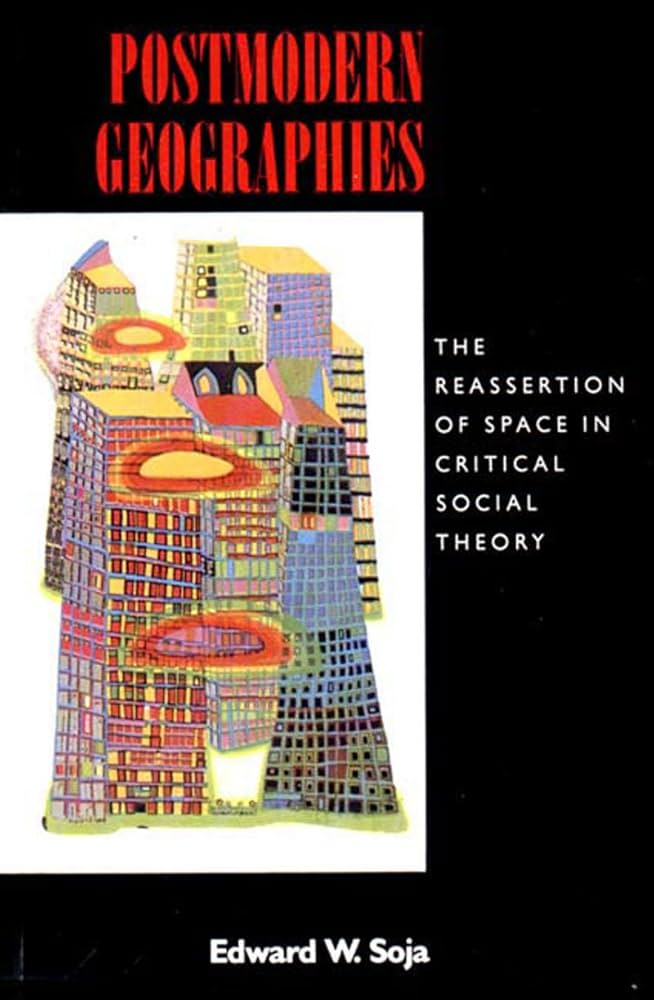 POSTMODERN
GEOGRAPHIES
THE
REASSERTION
OF SPACE IN
CRITICAL
SOCIAL
THEORY
Edward W. Soja